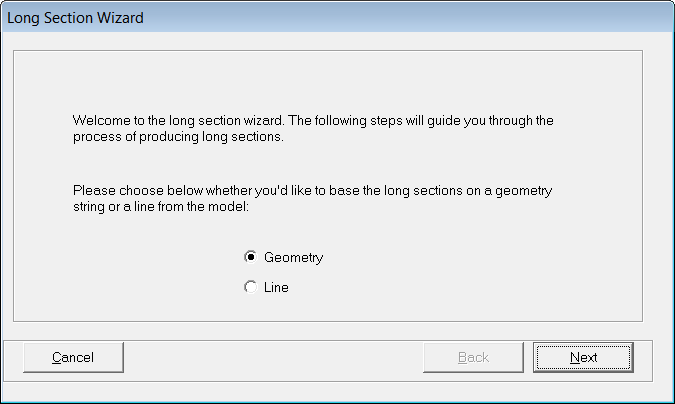 Long Section Wizard
Welcome to the long section wizard. The following steps will guide you through the
process of producing long sections.
Please choose below whether you'd like to base the long sections on a geometry
string or a line from the model:
Geometry
Line
Cancel
Back
Next